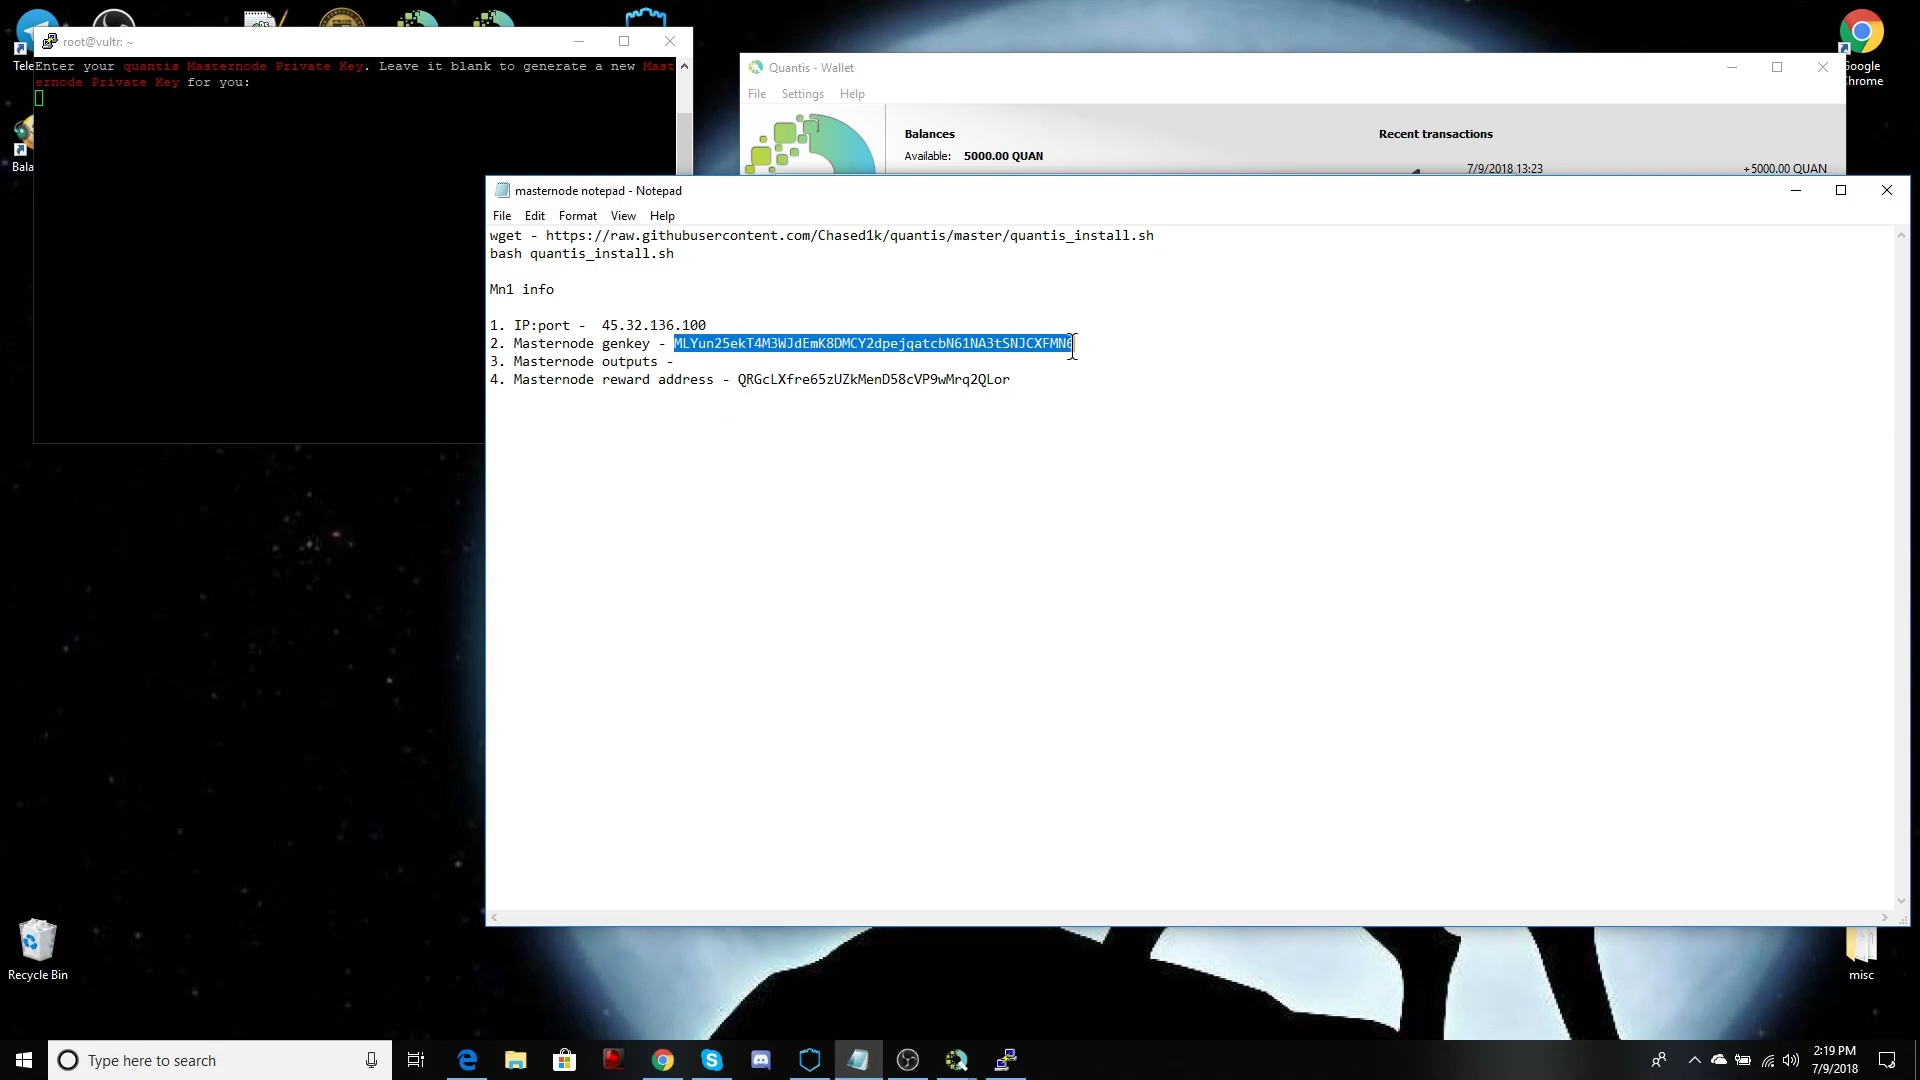 root@vultr: ~
Enter your quantis Masternode Private Key. Leave it blank to generate a new Mast
ernode Private Key for you:
Google
Chrome
Quantis - Wallet
File Settings Help
Balances
Available: 5000.00 QUAN
Recent transactions
7/9/2018 13:23
+5000.00 QUAN
masternode notepad - Notepad
File Edit Format View Help
wget - https://raw.githubusercontent.com/Chased1k/quantis/master/quantis_install.sh
bash quantis_install.sh
Mn1 info
1. IP:port - 45.32.136.100
2. Masternode genkey - MLYun25ekT4M3WJdEmK8DMCY2dpejqatcbN61NA3tSNJCXFMN6
3. Masternode outputs -
4. Masternode reward address - QRGcLXfre65zUZkMenD58cVP9wMrq2QLor
Recycle Bin
misc
Type here to search
2:19 PM
7/9/2018